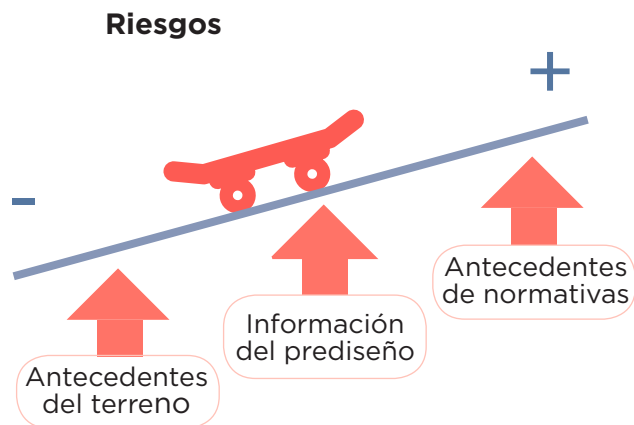 Riesgos
+
-
Antecedentes
de normativas
Información
del prediseño
Antecedentes
del terreno